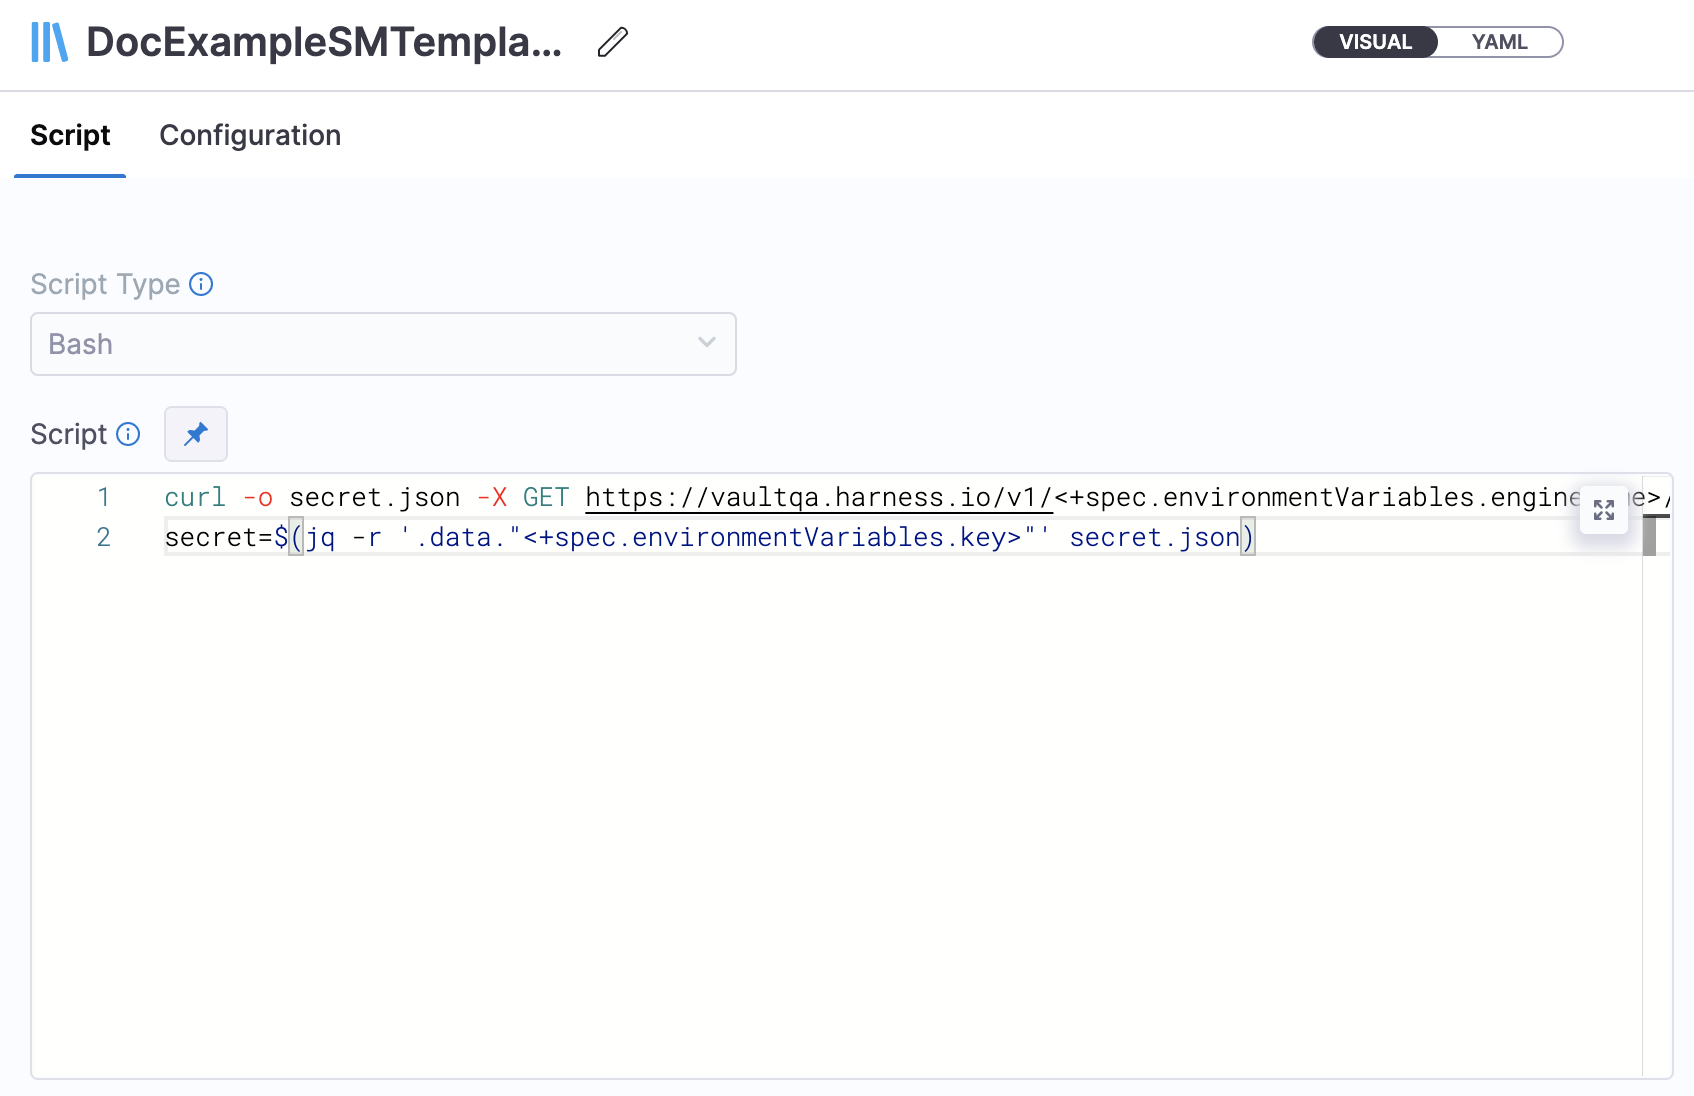 DocExampleSMTempla...
VISUAL YAML
Script Configuration
Script Type
Bash
Script
1 curl -o secret.json -X GET https://vaultqa.harness.io/v1/<+spec.environmentVariables.engine
2 secret=$(jq -r '.data."<+spec.environmentVariables.key>"' secret.json)